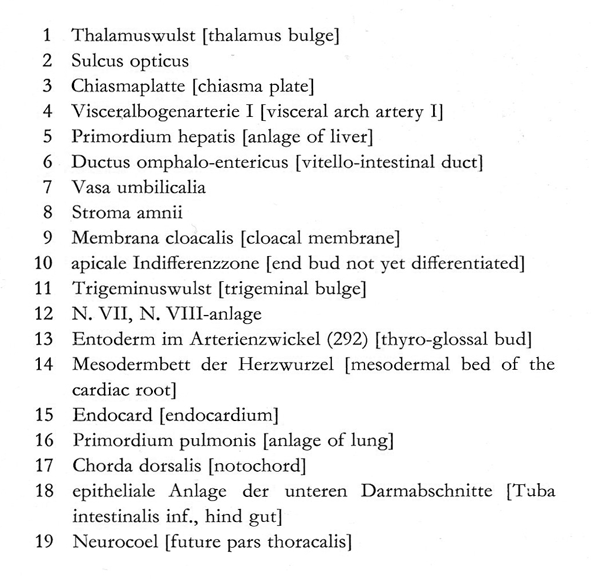 1 Thalamuswulst [thalamus bulge]
2 Sulcus opticus
3 Chiasmaplatte [chiasma plate]
4 Visceralbogenarterie I [visceral arch artery I]
5 Primordium hepatis [anlage of liver]
6 Ductus omphalo-entericus [vitello-intestinal duct]
7 Vasa umbilicalia
8 Stroma amnii
9 Membrana cloacalis [cloacal membrane]
10 apicale Indifferenzzone [end bud not yet differentiated]
11 Trigeminuswulst [trigeminal bulge]
12 N. VII, N. VIII-anlage
13 Entoderm im Arterienzwickel (292) [thyro-glossal bud]
14 Mesodermbett der Herzwurzel [mesodermal bed of the
cardiac root]
15 Endocard [endocardium]
16 Primordium pulmonis [anlage of lung]
17 Chorda dorsalis [notochord]
18 epitheliale Anlage der unteren Darmabschnitte [Tuba
intestinalis inf., hind gut]
19 Neurocoel [future pars thoracalis]